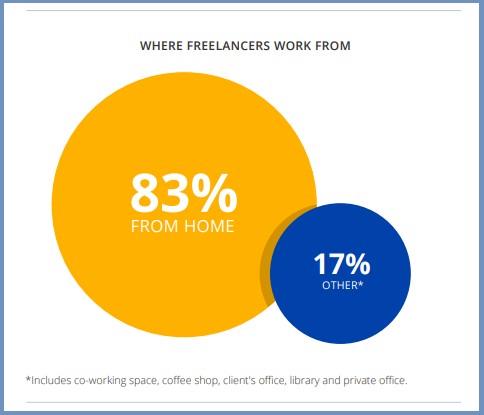 WHERE FREELANCERS WORK FROM
83%
FROM HOME
17%
OTHER*
*Includes co-working space, coffee shop, client's office, library and private office.